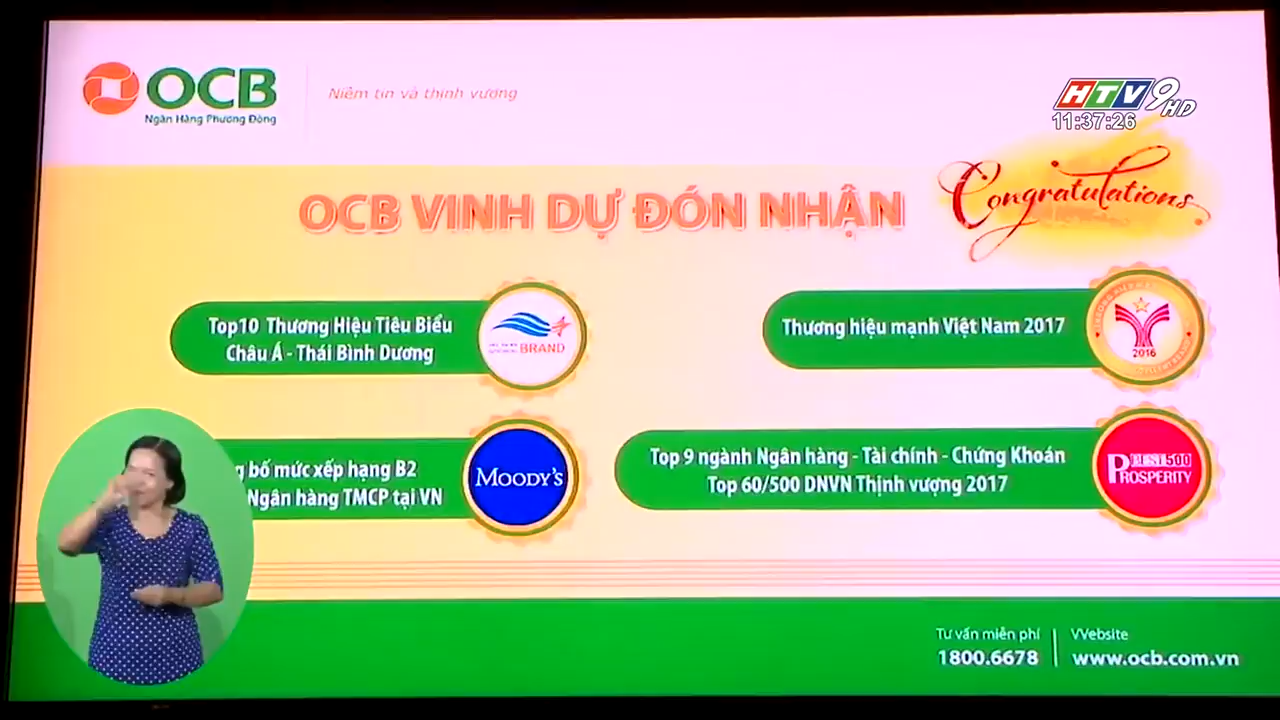 OCB
Ngân Hàng Phương Đông
Niềm tin và thịnh vượng
HTV9HD
11:37:26
Congratulations
OCB VINH DỰ ĐÓN NHẬN
Top10 Thương Hiệu Tiêu Biểu
Châu Á - Thái Bình Dương
BRAND
Thương hiệu mạnh Việt Nam 2017
2016
bố mức xếp hạng B2
Ngân hàng TMCP tại VN
MOODY'S
Top 9 ngành Ngân hàng - Tài chính - Chứng Khoán
Top 60/500 DNVN Thịnh vượng 2017
BEST500
PROSPERITY
Tư vấn miễn phí
1800.6678
Website
www.ocb.com.vn